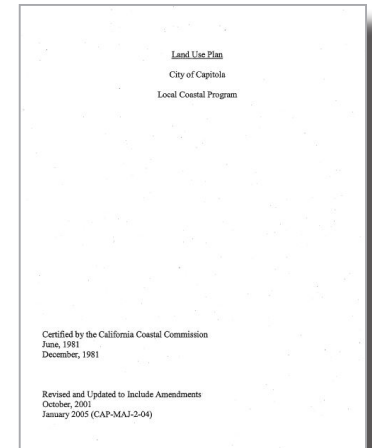 Land Use Plan
City of Capitola
Local Coastal Program
Certified by the California Coastal Commission
June, 1981
December, 1981
Revised and Updated to Include Amendments
October, 2001
January 2005 (CAP-MAJ-2-04)